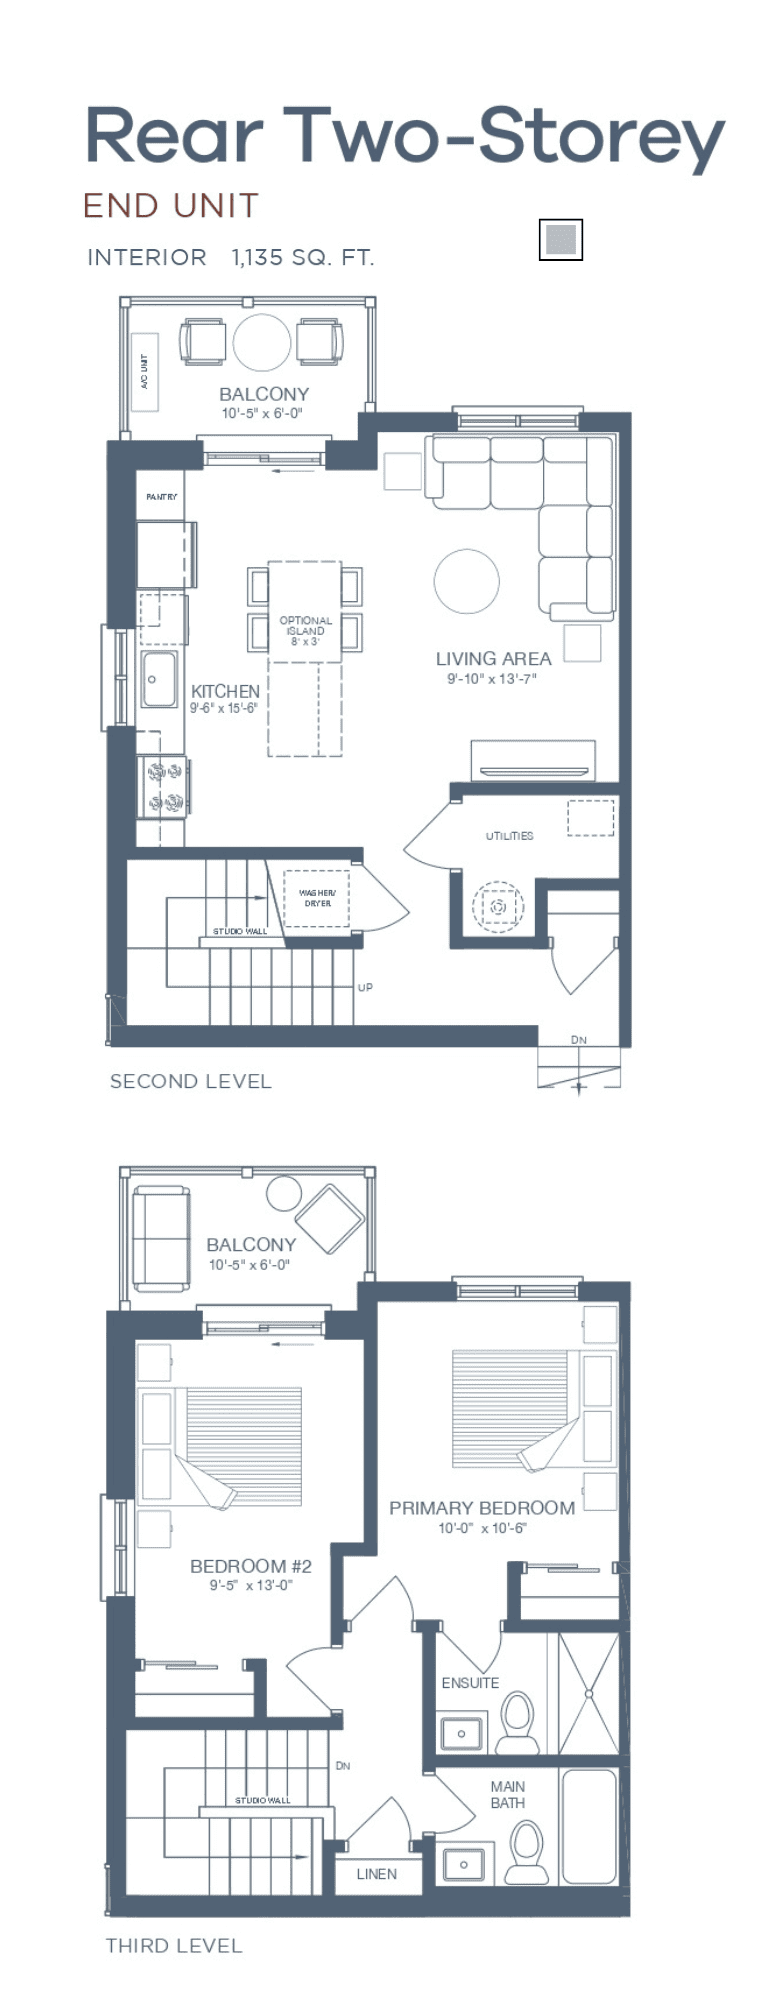 Rear Two-Storey
END UNIT
INTERIOR 1,135 SQ. FT.
A/C UNIT
BALCONY
10'-5" x 6'-0"
PANTRY
OPTIONAL
ISLAND
8' x 3'
LIVING AREA
9'-10" x 13'-7"
KITCHEN
9'-6" x 15'-6"
UTILITIES
WASHER/
DRYER
STUDIO WALL
UP
DN
SECOND LEVEL
BALCONY
10'-5" x 6'-0"
PRIMARY BEDROOM
10'-0" x 10'-6"
BEDROOM #2
9'-5" x 13'-0"
ENSUITE
DN
MAIN
BATH
STUDIO WALL
LINEN
THIRD LEVEL